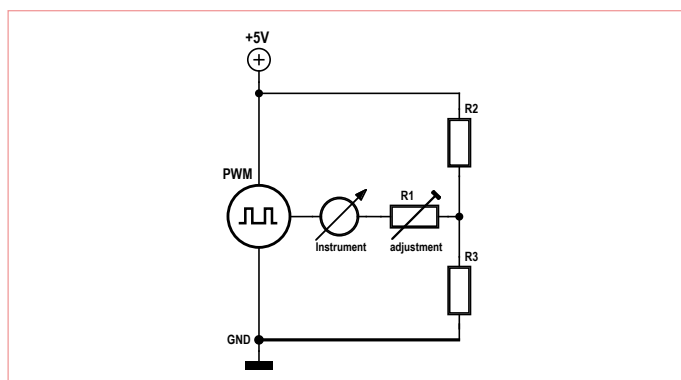 +5V
R2
PWM
R1
Instrument
adjustment
R3
GND